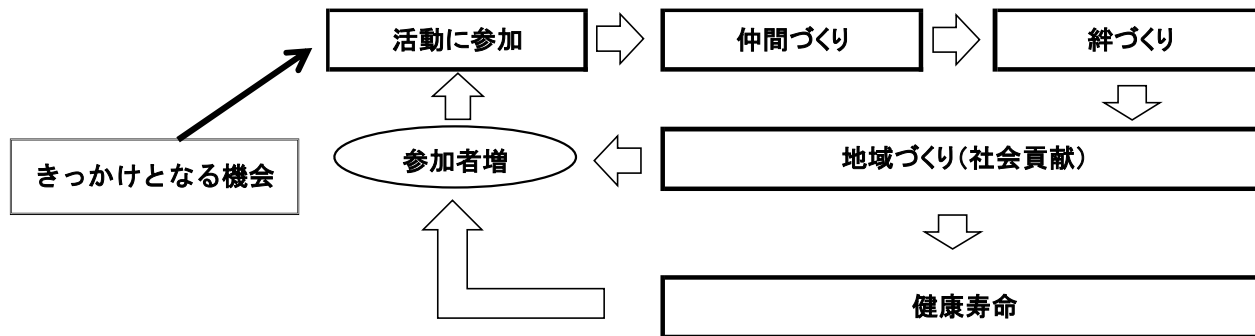 活動に参加
仲間づくり
絆づくり
きっかけとなる機会
参加者増
地域づくり（社会貢献）
健康寿命